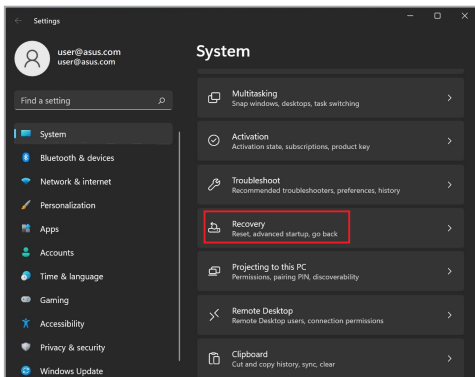 Settings
user@asus.com
user@asus.com
Find a setting
System
Bluetooth & devices
Network & internet
Personalization
Apps
Accounts
Time & language
Gaming
Accessibility
Privacy & security
Windows Update
System
Multitasking
Snap windows, desktops, task switching
Activation
Activation state, subscriptions, product key
Troubleshoot
Recommended troubleshooters, preferences, history
Recovery
Reset, advanced startup, go back
Projecting to this PC
Permissions, pairing PIN, discoverability
Remote Desktop
Remote Desktop users, connection permissions
Clipboard
Cut and copy history, sync, clear